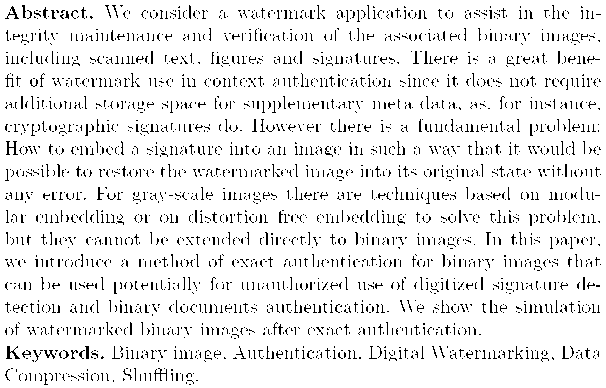 Abstract. We consider a watermark application to assist in the in-
tegrity maintenance and verification of the associated binary images,
including scanned text, figures and signatures. There is a great bene-
fit of watermark use in context authentication since it does not require
additional storage space for supplementary meta data, as, for instance,
cryptographic signatures do. However there is a fundamental problem:
How to embed a signature into an image in such a way that it would be
possible to restore the watermarked image into its original state without
any error. For gray-scale images there are techniques based on modu-
lar embedding or on distortion free embedding to solve this problem,
but they cannot be extended directly to binary images. In this paper,
we introduce a method of exact authentication for binary images that
can be used potentially for unauthorized use of digitized signature de-
tection and binary documents authentication. We show the simulation
of watermarked binary images after exact authentication.
Keywords. Binary image, Authentication, Digital Watermarking, Data
Compression, Shuffling.